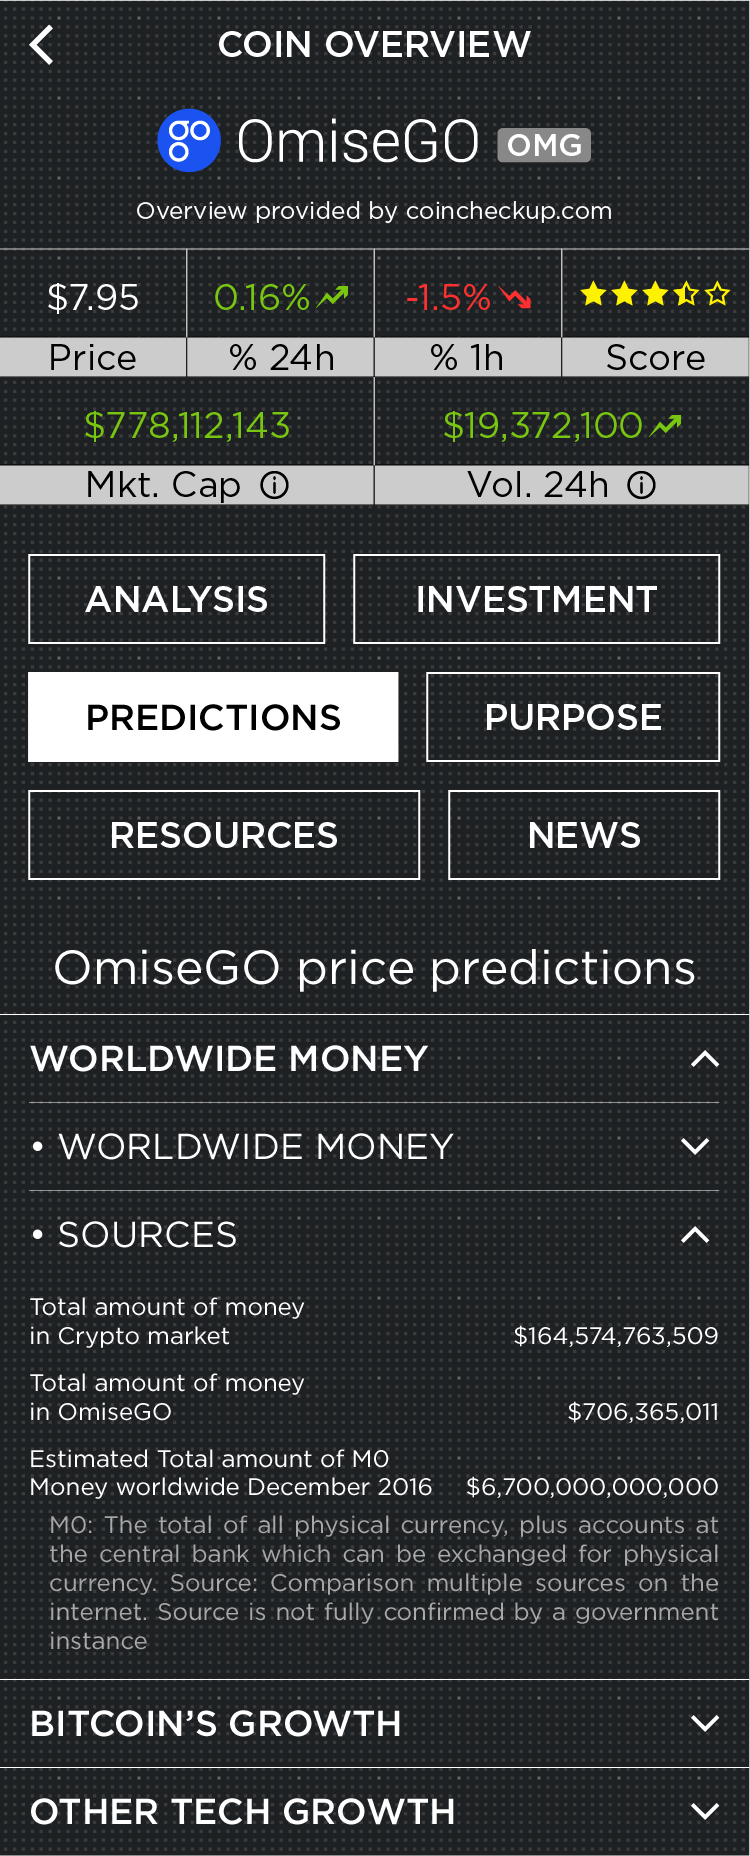 COIN OVERVIEW
go
OmiseGO OMG
Overview provided by coincheckup.com
$7.95 0.16% -1.5%
Price % 24h % 1h Score
$778,112,143 $19,372,100
Mkt. Cap i Vol. 24h i
ANALYSIS INVESTMENT
PREDICTIONS PURPOSE
RESOURCES NEWS
OmiseGO price predictions
WORLDWIDE MONEY
• WORLDWIDE MONEY
• SOURCES
Total amount of money
in Crypto market $164,574,763,509
Total amount of money
in OmiseGO $706,365,011
Estimated Total amount of M0
Money worldwide December 2016 $6,700,000,000,000
M0: The total of all physical currency, plus accounts at
the central bank which can be exchanged for physical
currency. Source: Comparison multiple sources on the
internet. Source is not fully confirmed by a government
instance
BITCOIN’S GROWTH
OTHER TECH GROWTH